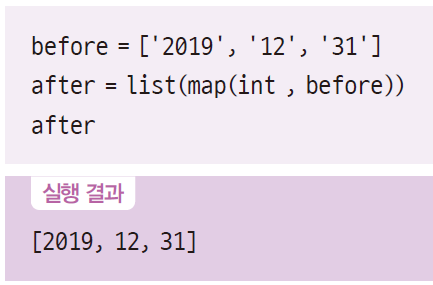 before = ['2019', '12', '31']
after = list(map(int , before))
after
실행 결과
[2019, 12, 31]